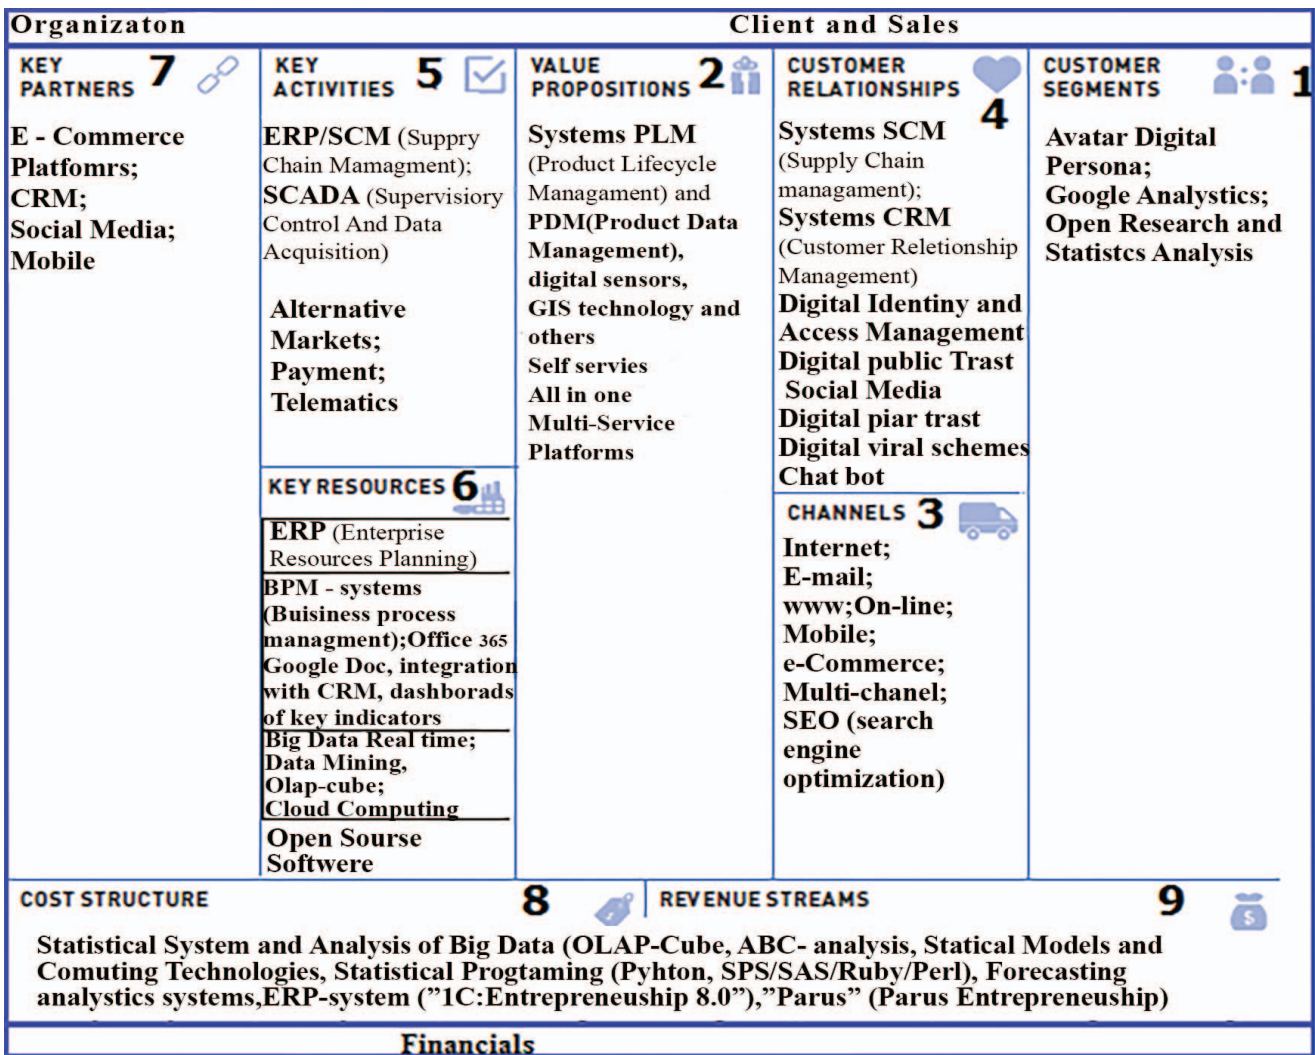 Organizaton
Client and Sales
KEY
PARTNERS 7
E - Commerce
Platfomrs;
CRM;
Social Media;
Mobile
KEY
ACTIVITIES 5
ERP/SCM (Suppry
Chain Mamagment);
SCADA (Supervisiory
Control And Data
Acquisition)
Alternative
Markets;
Payment;
Telematics
KEY RESOURCES 6
ERP (Enterprise
Resources Planning)
BPM - systems
(Buisiness process
managment);Office 365
Google Doc, integration
with CRM, dashborads
of key indicators
Big Data Real time;
Data Mining,
Olap-cube;
Cloud Computing
Open Sourse
Softwere
VALUE
PROPOSITIONS 2
Systems PLM
(Product Lifecycle
Managament) and
PDM(Product Data
Management),
digital sensors,
GIS technology and
others
Self servies
All in one
Multi-Service
Platforms
CUSTOMER
RELATIONSHIPS
4
Systems SCM
(Supply Chain
managament);
Systems CRM
(Customer Reletionship
Management)
Digital Identiny and
Access Management
Digital public Trast
Social Media
Digital piar trast
Digital viral schemes
Chat bot
CHANNELS 3
Internet;
E-mail;
www;On-line;
Mobile;
e-Commerce;
Multi-chanel;
SEO (search
engine
optimization)
CUSTOMER
SEGMENTS 1
Avatar Digital
Persona;
Google Analystics;
Open Research and
Statistcs Analysis
COST STRUCTURE 8
REVENUE STREAMS 9
$
Statistical System and Analysis of Big Data (OLAP-Cube, ABC- analysis, Statical Models and
Comuting Technologies, Statistical Progtaming (Pyhton, SPS/SAS/Ruby/Perl), Forecasting
analystics systems,ERP-system (”1C:Entrepreneuship 8.0”),”Parus” (Parus Entrepreneuship)
Financials